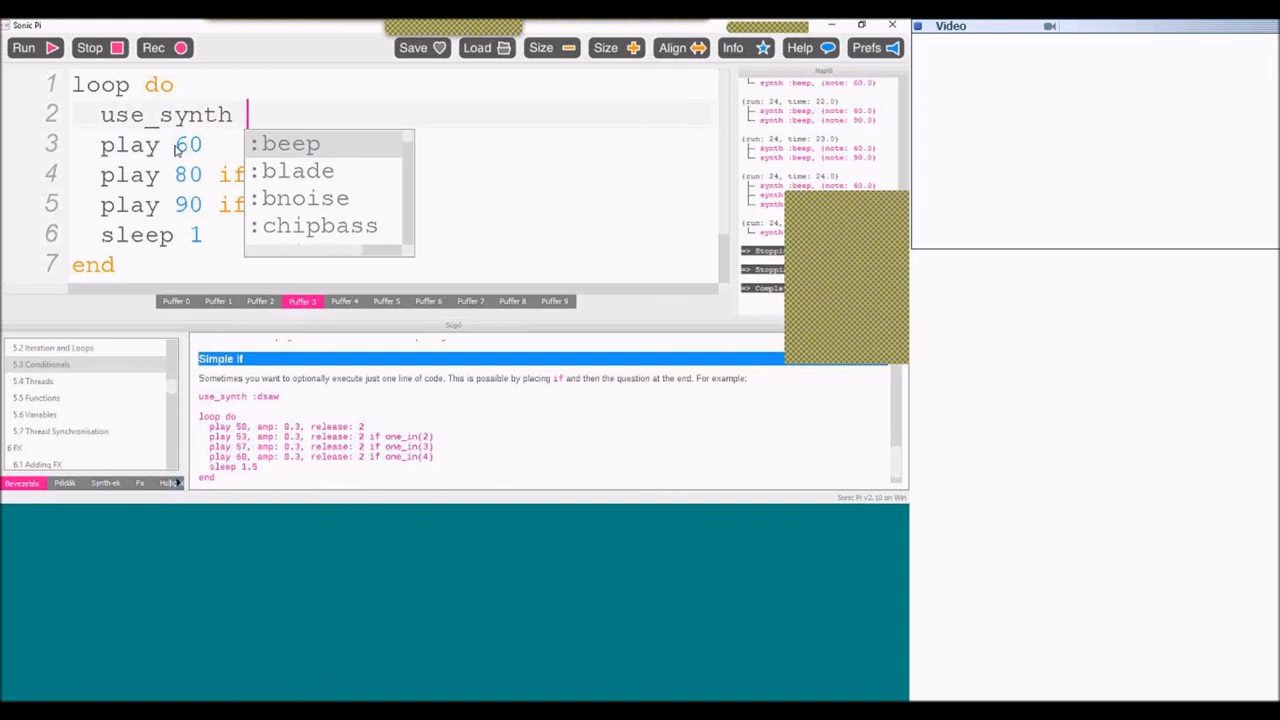 Sonic Pi
Video
Run Stop Rec Save Load Size Size Align Info Help Prefs
1 loop do
2 use_synth
3 play 60
4 play 80 if
5 play 90 if
6 sleep 1
7 end
:beep
:blade
:bnoise
:chipbass
Napló
synth :beep, {note: 60.0}
{run: 24, time: 22.0}
synth :beep, {note: 60.0}
synth :beep, {note: 90.0}
{run: 24, time: 23.0}
synth :beep, {note: 60.0}
synth :beep, {note: 90.0}
{run: 24, time: 24.0}
synth :beep, {note: 60.0}
synth
synth
{run: 24,
synth
=> Stoppi
=> Stoppi
=> Comple
Puffer 0 Puffer 1 Puffer 2 Puffer 3 Puffer 4 Puffer 5 Puffer 6 Puffer 7 Puffer 8 Puffer 9
Súgó
5.2 Iteration and Loops
5.3 Conditionals
5.4 Threads
5.5 Functions
5.6 Variables
5.7 Thread Synchronisation
6 FX
6.1 Adding FX
Bevezetés Példák Synth-ek Fx
Simple if
Sometimes you want to optionally execute just one line of code. This is possible by placing if and then the question at the end. For example:
use_synth :dsaw
loop do
play 50, amp: 0.3, release: 2
play 53, amp: 0.3, release: 2 if one_in(2)
play 57, amp: 0.3, release: 2 if one_in(3)
play 60, amp: 0.3, release: 2 if one_in(4)
sleep 1.5
end
Sonic Pi v2.10 on Win